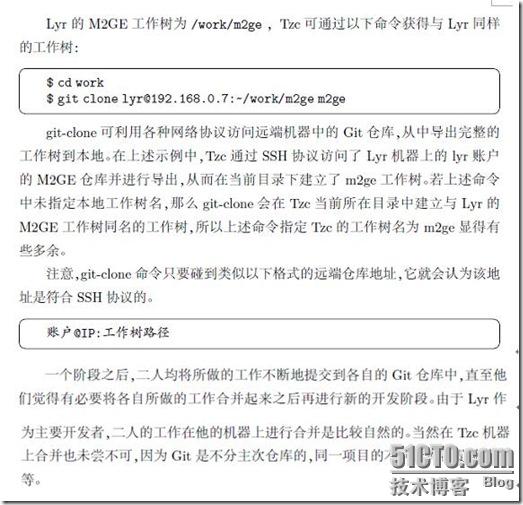 Lyr 的 M2GE 工作树为 /work/m2ge , Tzc 可通过以下命令获得与 Lyr 同样
的工作树:
$ cd work
$ git clone lyr@192.168.0.7:~/work/m2ge m2ge
git-clone 可利用各种网络协议访问远端机器中的 Git 仓库,从中导出完整的
工作树到本地。在上述示例中,Tzc 通过 SSH 协议访问了 Lyr 机器上的 lyr 账户
的 M2GE 仓库并进行导出,从而在当前目录下建立了 m2ge 工作树。若上述命令
中未指定本地工作树名,那么 git-clone 会在 Tzc 当前所在目录中建立与 Lyr 的
M2GE 工作树同名的工作树,所以上述命令指定 Tzc 的工作树名为 m2ge 显得有
些多余。
注意,git-clone 命令只要碰到类似以下格式的远端仓库地址,它就会认为该地
址是符合 SSH 协议的。
账户@IP:工作树路径
一个阶段之后,二人均将所做的工作不断地提交到各自的 Git 仓库中,直至他
们觉得有必要将各自所做的工作合并起来之后再进行新的开发阶段。由于 Lyr 作
为主要开发者,二人的工作在他的机器上进行合并是比较自然的。当然在 Tzc 机器
上合并也未尝不可,因为 Git 是不分主次仓库的,同一项目的不
等。
51CTO.com
技术博客 Blog